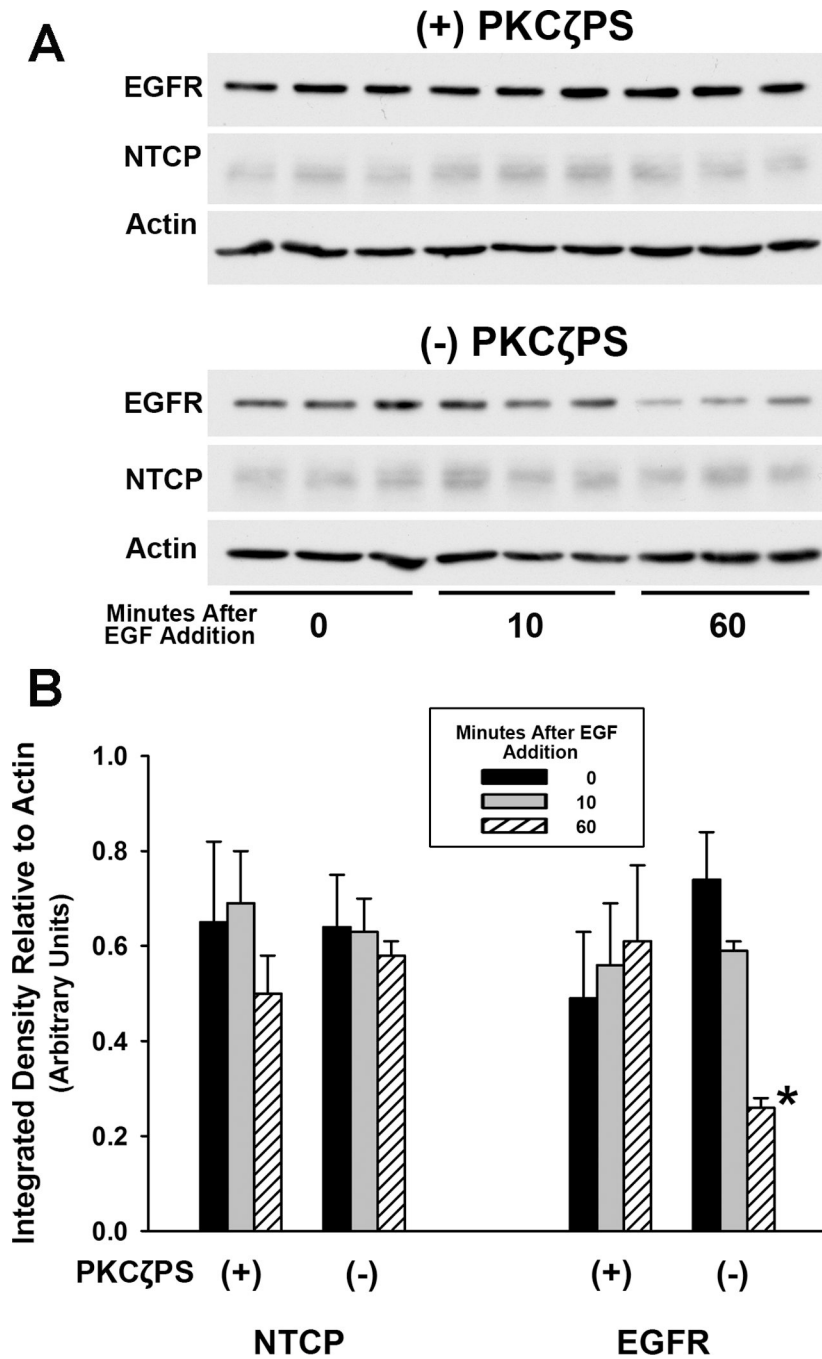 A
(+) PKCζPS
EGFR
NTCP
Actin
(-) PKCζPS
EGFR
NTCP
Actin
Minutes After
EGF Addition
0 10 60
B
Integrated Density Relative to Actin
(Arbitrary Units)
Minutes After EGF
Addition
0
10
60
1.0
0.8
0.6
0.4
0.2
0.0
*
PKCζPS (+) (-) (+) (-)
NTCP EGFR